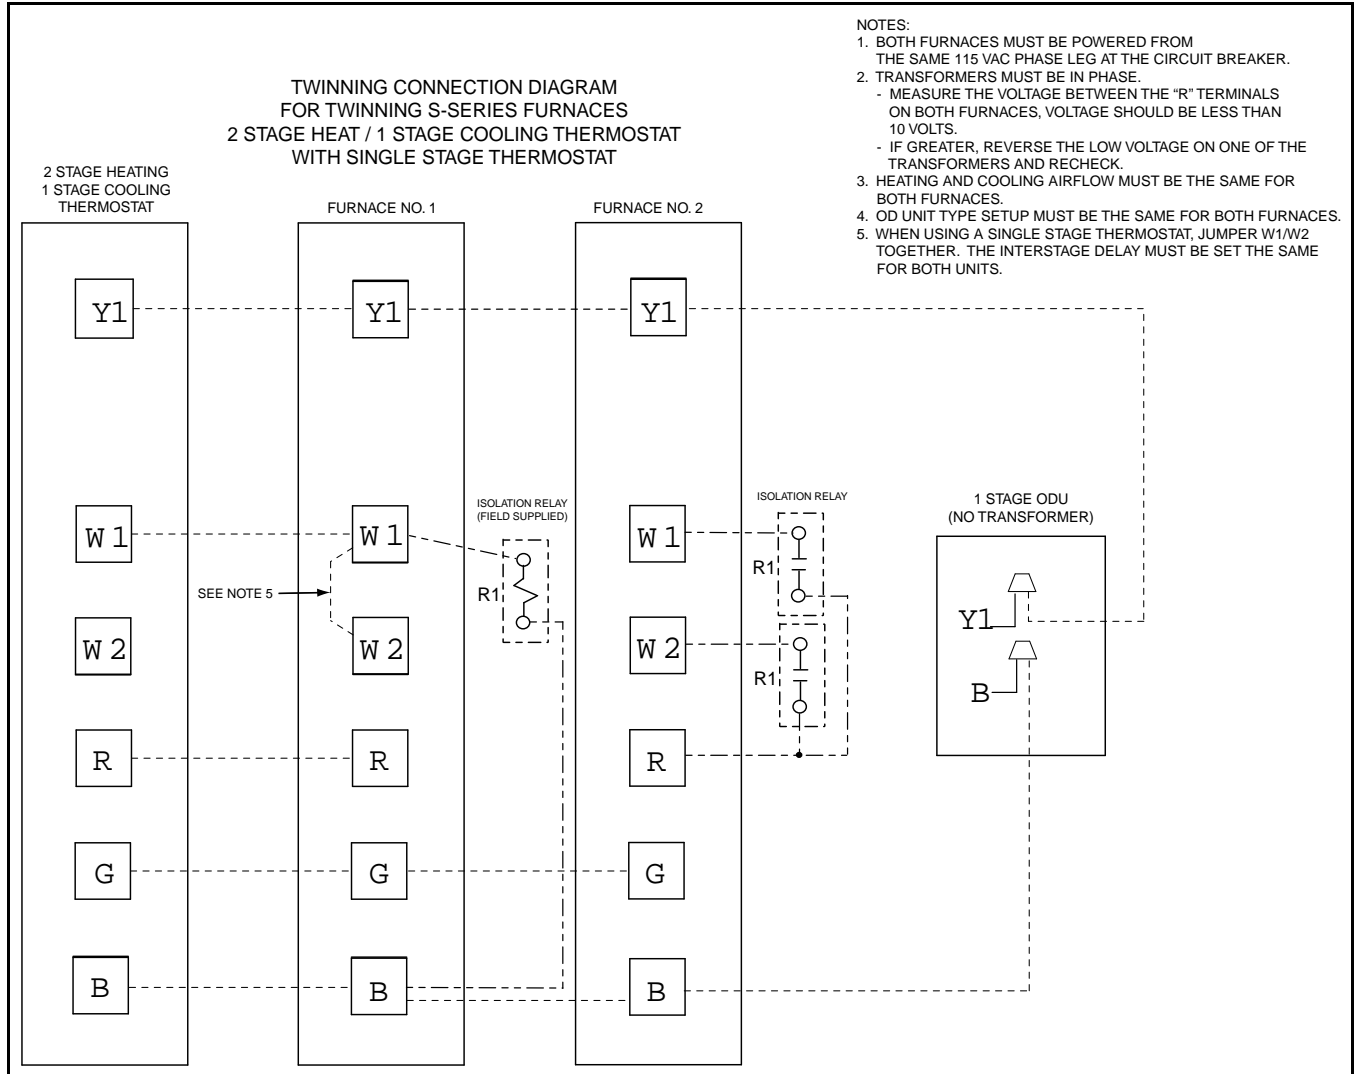 NOTES:
1. BOTH FURNACES MUST BE POWERED FROM
THE SAME 115 VAC PHASE LEG AT THE CIRCUIT BREAKER.
2. TRANSFORMERS MUST BE IN PHASE.
- MEASURE THE VOLTAGE BETWEEN THE “R” TERMINALS
ON BOTH FURNACES, VOLTAGE SHOULD BE LESS THAN
10 VOLTS.
- IF GREATER, REVERSE THE LOW VOLTAGE ON ONE OF THE
TRANSFORMERS AND RECHECK.
3. HEATING AND COOLING AIRFLOW MUST BE THE SAME FOR
BOTH FURNACES.
4. OD UNIT TYPE SETUP MUST BE THE SAME FOR BOTH FURNACES.
5. WHEN USING A SINGLE STAGE THERMOSTAT, JUMPER W1/W2
TOGETHER. THE INTERSTAGE DELAY MUST BE SET THE SAME
FOR BOTH UNITS.
TWINNING CONNECTION DIAGRAM
FOR TWINNING S-SERIES FURNACES
2 STAGE HEAT / 1 STAGE COOLING THERMOSTAT
WITH SINGLE STAGE THERMOSTAT
2 STAGE HEATING
1 STAGE COOLING
THERMOSTAT
Y1
W1
W2
R
G
B
SEE NOTE 5
FURNACE NO. 1
Y1
W1
W2
R
G
B
ISOLATION RELAY
(FIELD SUPPLIED)
R1
FURNACE NO. 2
Y1
W1
W2
R
G
B
ISOLATION RELAY
R1
R1
1 STAGE ODU
(NO TRANSFORMER)
Y1
B